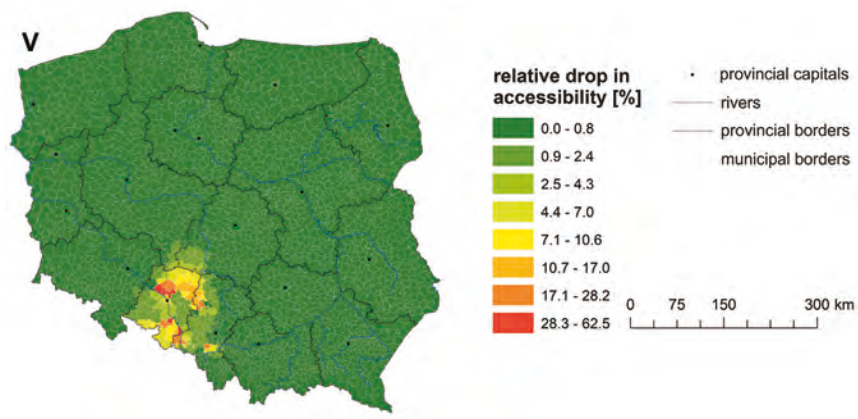 V
relative drop in
accessibility [%]
0.0 - 0.8
0.9 - 2.4
2.5 - 4.3
4.4 - 7.0
7.1 - 10.6
10.7 - 17.0
17.1 - 28.2
28.3 - 62.5
provincial capitals
rivers
provincial borders
municipal borders
0 75 150 300 km